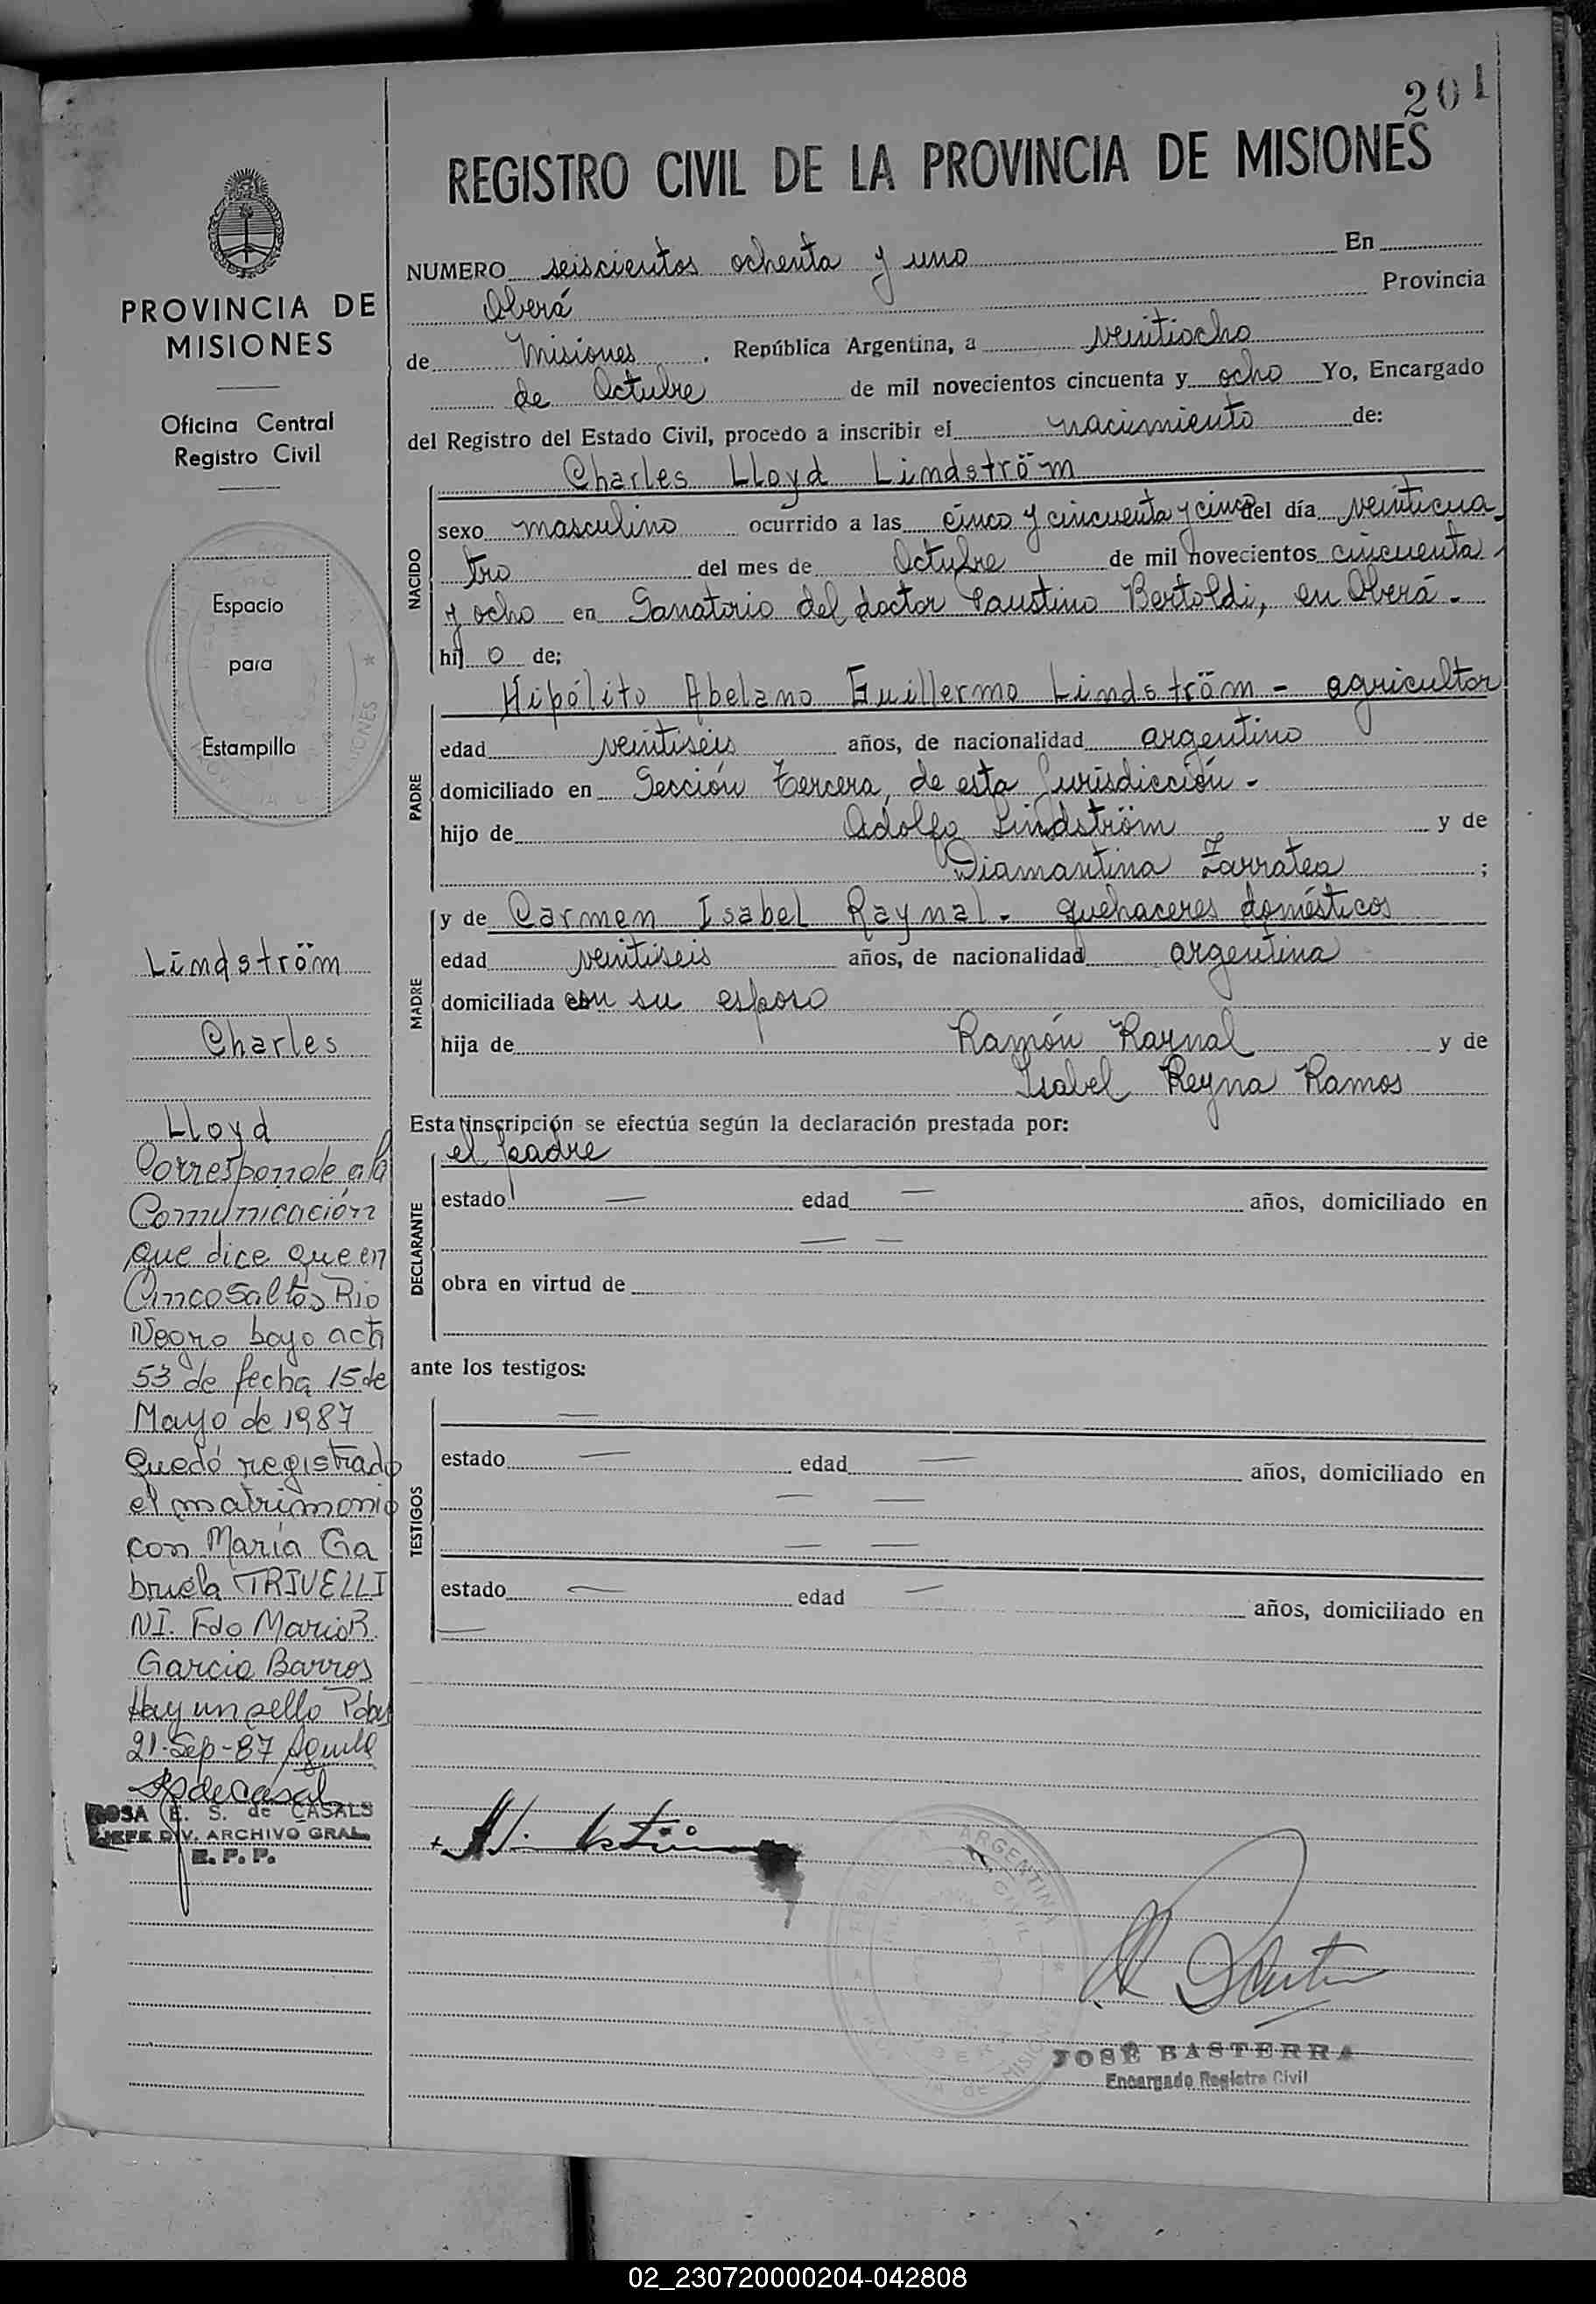 201
REGISTRO CIVIL DE LA PROVINCIA DE MISIONES
PROVINCIA DE
MISIONES
Oficina Central
Registro Civil
Espacio
para
Estampillo
Lindström
Charles
Lloyd
Corresponde a la
Comunicación
que dice que en
Cinco Saltos Rio
Negro bajo acta
53 de fecha 15 de
Mayo de 1987
quedó registrado
el matrimonio
con María Ga
briela TRIVELLI
NI. Fdo Mario R.
Garcia Barros
Hay un sello Pdas
21-Sep-87
ROSA E. S. de CASALS
JEFE DIV. ARCHIVO GRAL.
E. P. P.
NUMERO seiscientos ochenta y uno En
Oberá Provincia
de Misiones . República Argentina, a veintiocho
de Octubre de mil novecientos cincuenta y ocho Yo, Encargado
del Registro del Estado Civil, procedo a inscribir el nacimiento de:
Charles Lloyd Lindström
NACIDO
sexo masculino ocurrido a las cinco y cincuenta y cinco del día veinticua-
tro del mes de Octubre de mil novecientos cincuenta
y ocho en Sanatorio del doctor Faustino Bertoldi, en Oberá.-
hijo de:
Hipólito Abelano Guillermo Lindström - agricultor
PADRE
edad veintiseis años, de nacionalidad argentino
domiciliado en Sección tercera, de esta Jurisdicción -
hijo de Adolfo Lindström y de
Diamantina Zarratea ;
y de Carmen Isabel Raynal - quehaceres domésticos
MADRE
edad veintiseis años, de nacionalidad argentina
domiciliada con su esposo
hija de Ramón Raynal y de
Isabel Reyna Ramos
Esta inscripción se efectúa según la declaración prestada por:
el padre
DECLARANTE
estado — edad — años, domiciliado en
— —
obra en virtud de
ante los testigos:
—
TESTIGOS
estado — edad — años, domiciliado en
— —
— —
estado — edad — años, domiciliado en
—
ARGENTINA
CIVIL
OBERA
MISIONES
JOSÉ BASTERRA
Encargado Registro Civil
02_230720000204-042808